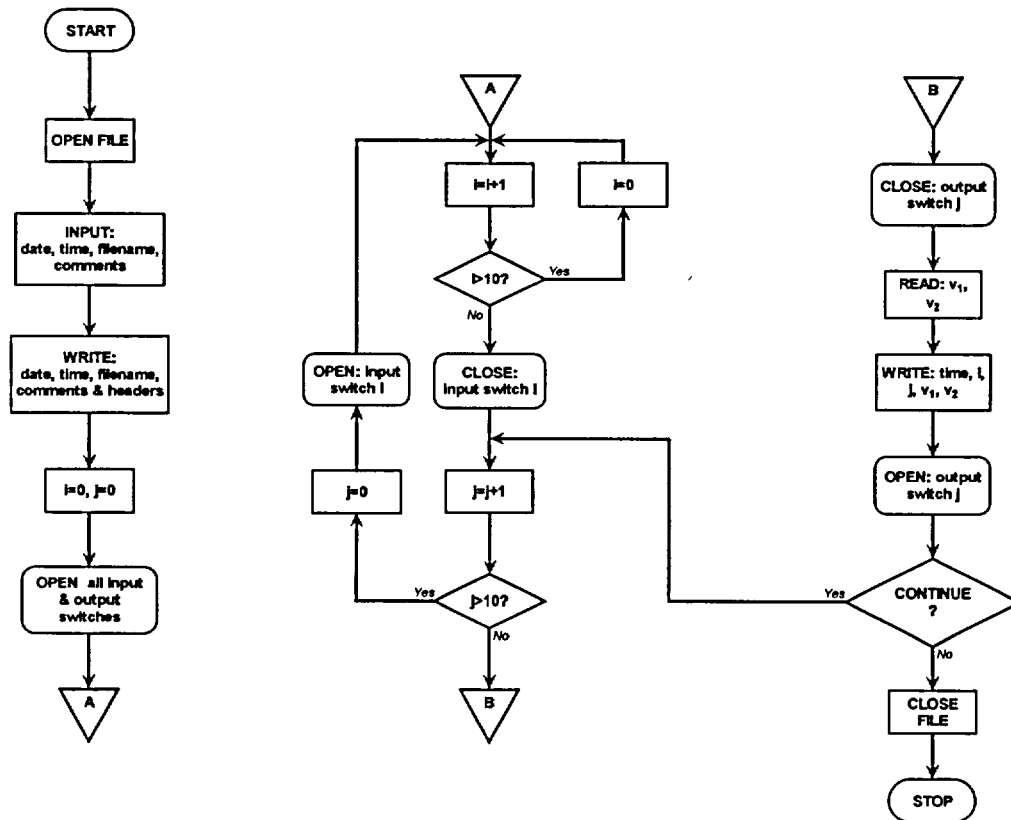 START
OPEN FILE
INPUT:
date, time, filename,
comments
WRITE:
date, time, filename,
comments & headers
i=0, j=0
OPEN all input
& output
switches
A
A
i=i+1
i=0
i>10?
Yes
No
OPEN: input
switch i
CLOSE:
input switch i
j=0
j=j+1
Yes
j>10?
No
B
B
CLOSE: output
switch j
READ: v₁,
v₂
WRITE: time, i,
j, v₁, v₂
OPEN: output
switch j
Yes
CONTINUE
?
No
CLOSE
FILE
STOP